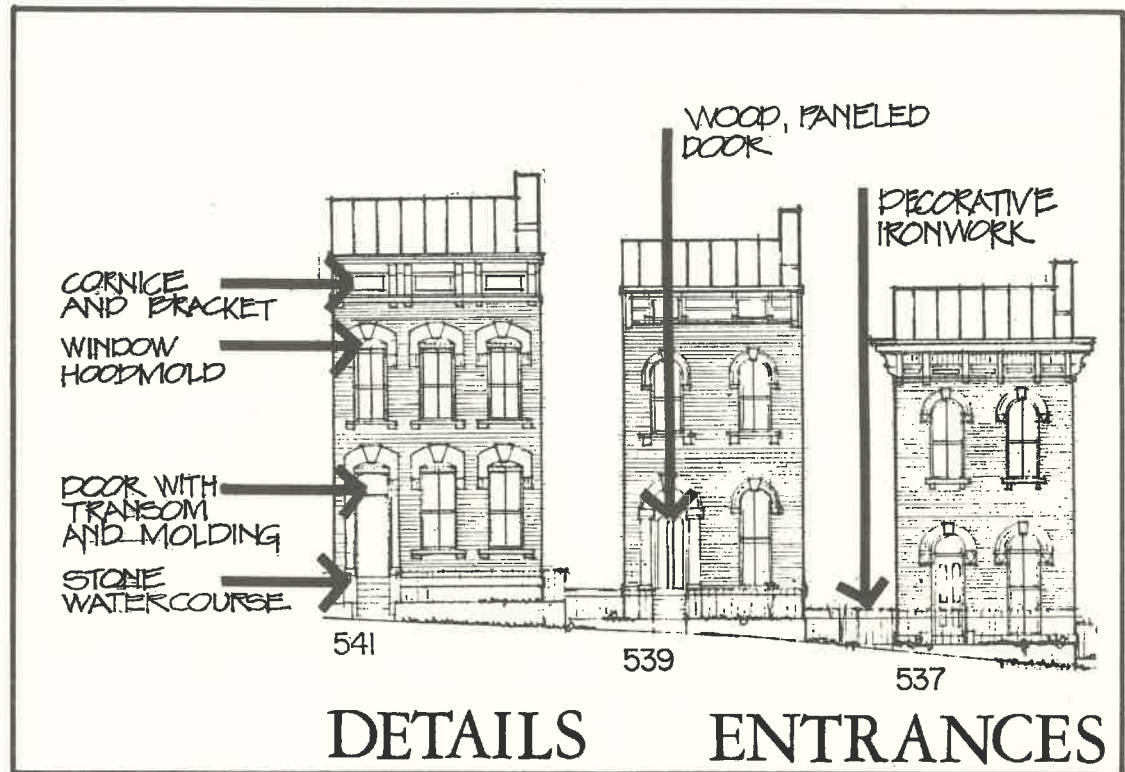 WOOD, PANELED
DOOR
DECORATIVE
IRONWORK
CORNICE
AND BRACKET
WINDOW
HOODMOLD
DOOR WITH
TRANSOM
AND MOLDING
STONE
WATERCOURSE
541
539
537
DETAILS
ENTRANCES